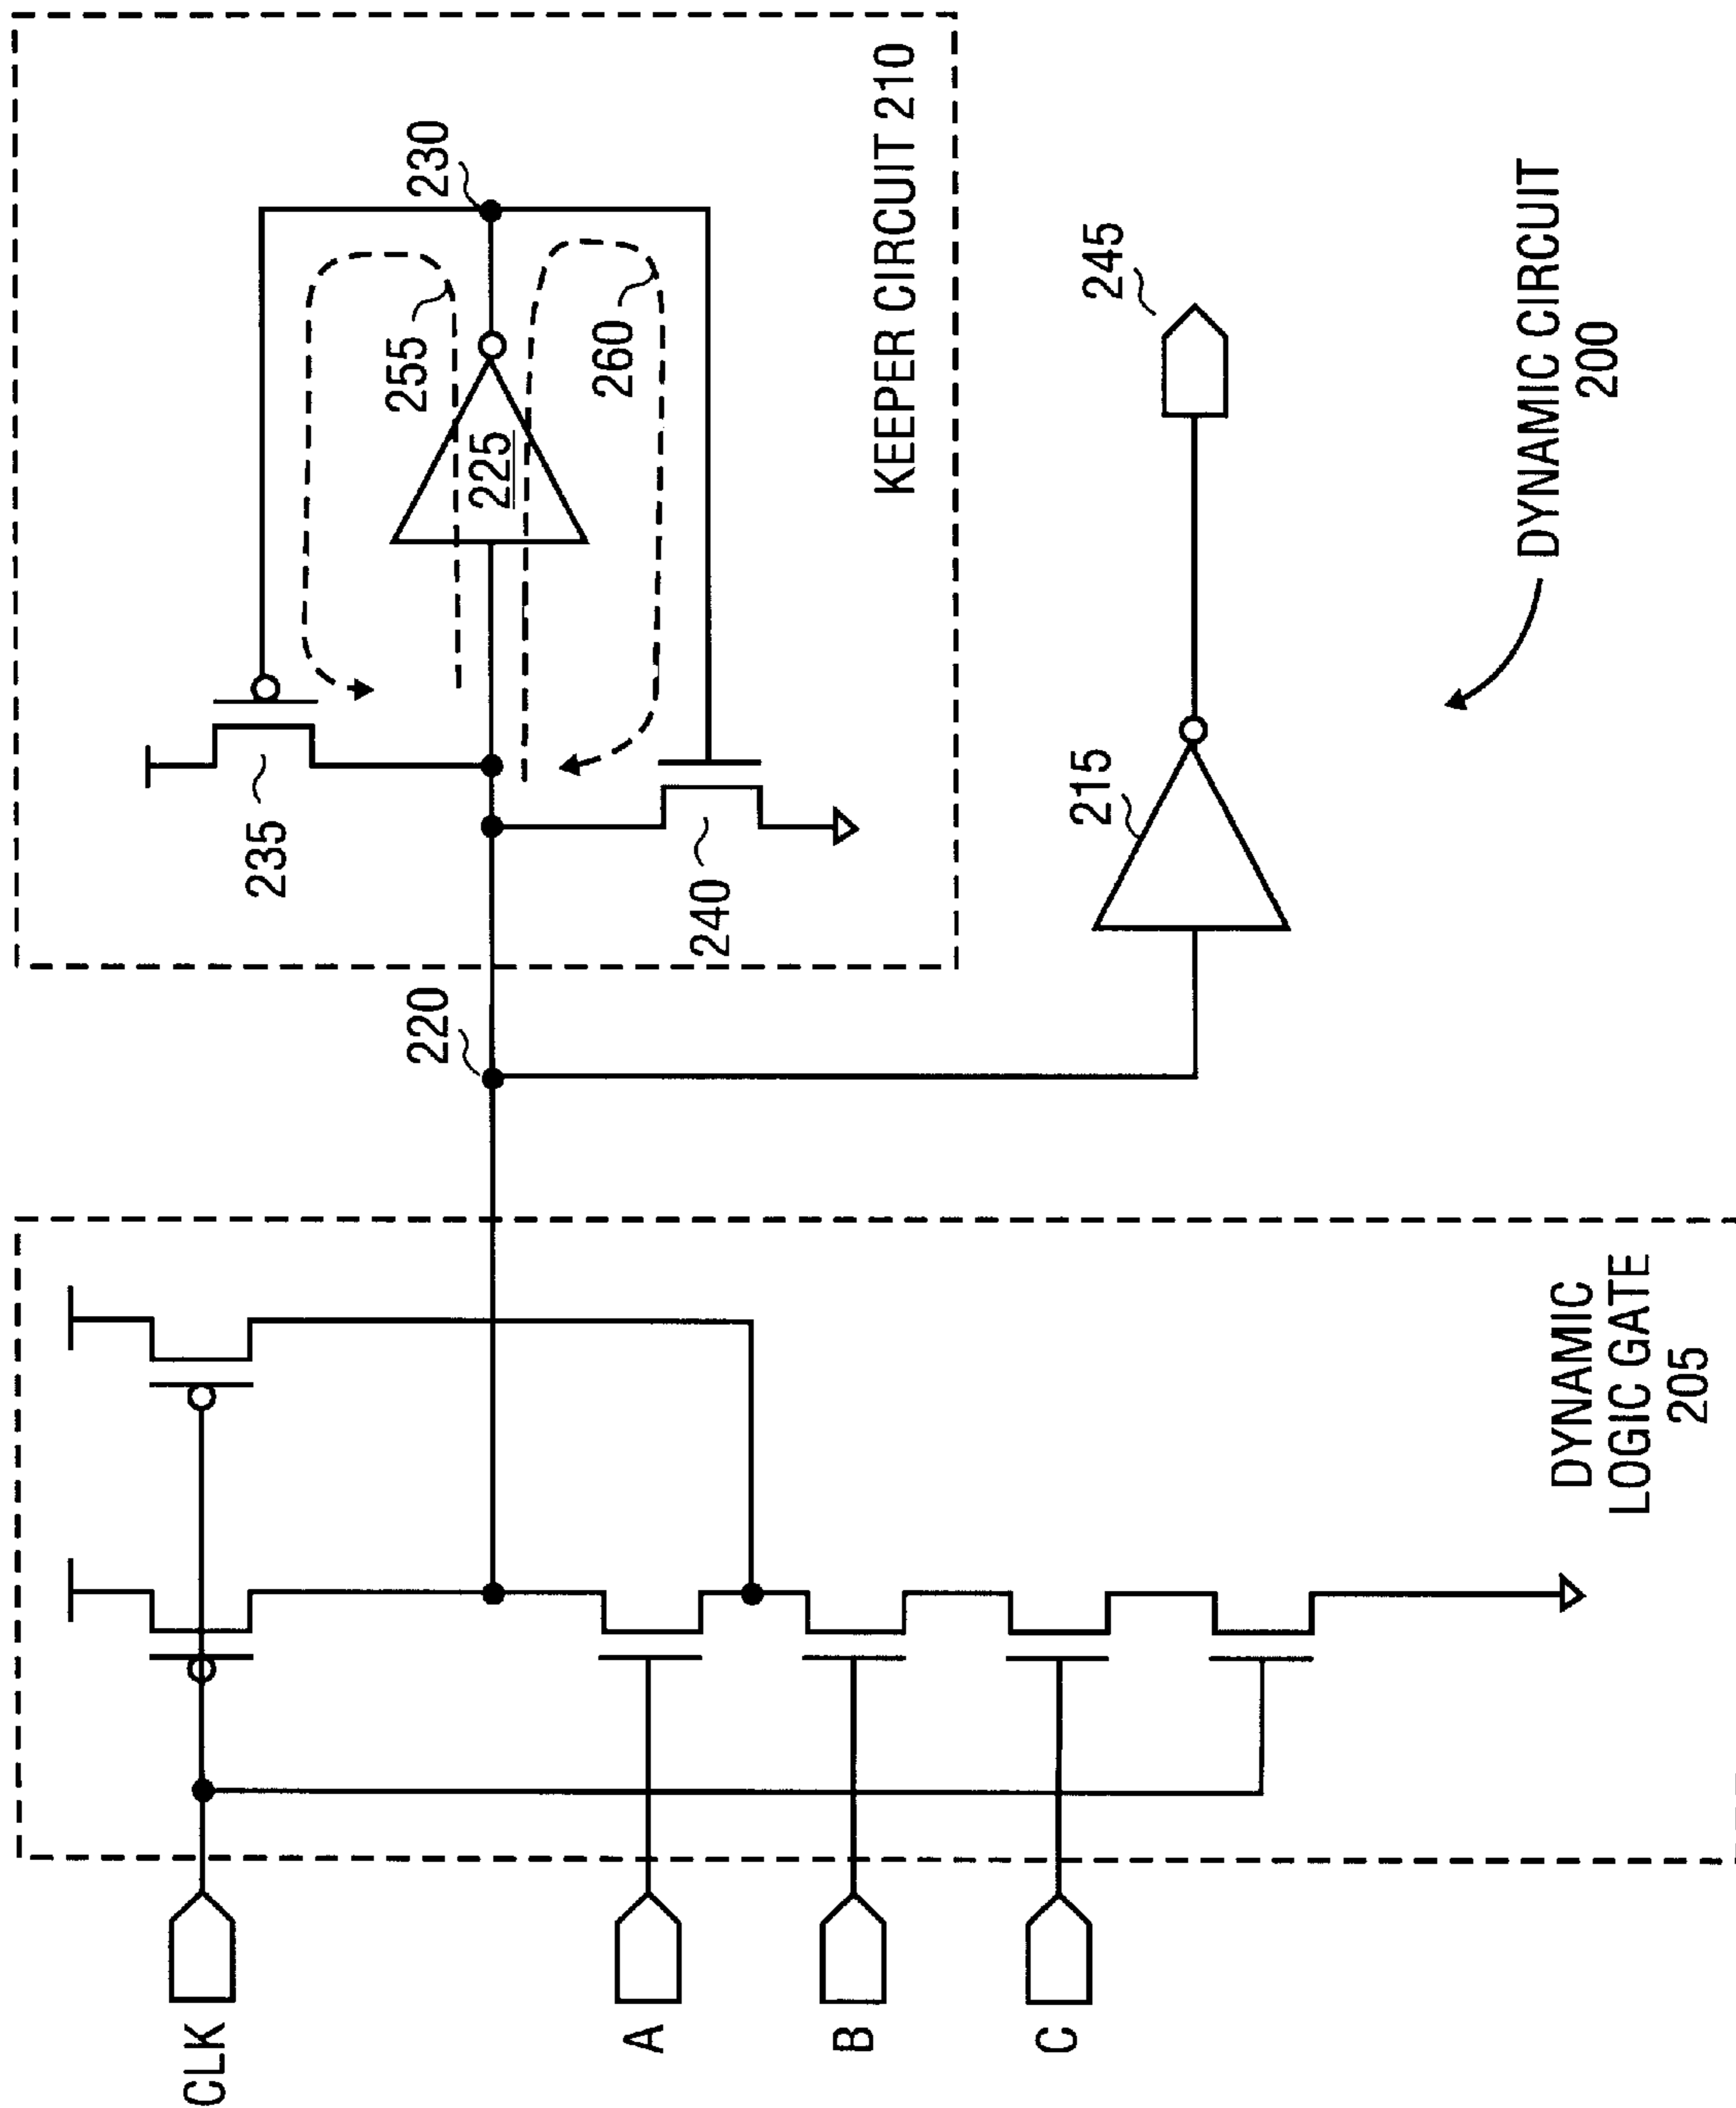 CLK
A
B
C
DYNAMIC
LOGIC GATE
205
220
235
240
225
255
260
230
KEEPER CIRCUIT 210
215
245
DYNAMIC CIRCUIT
200